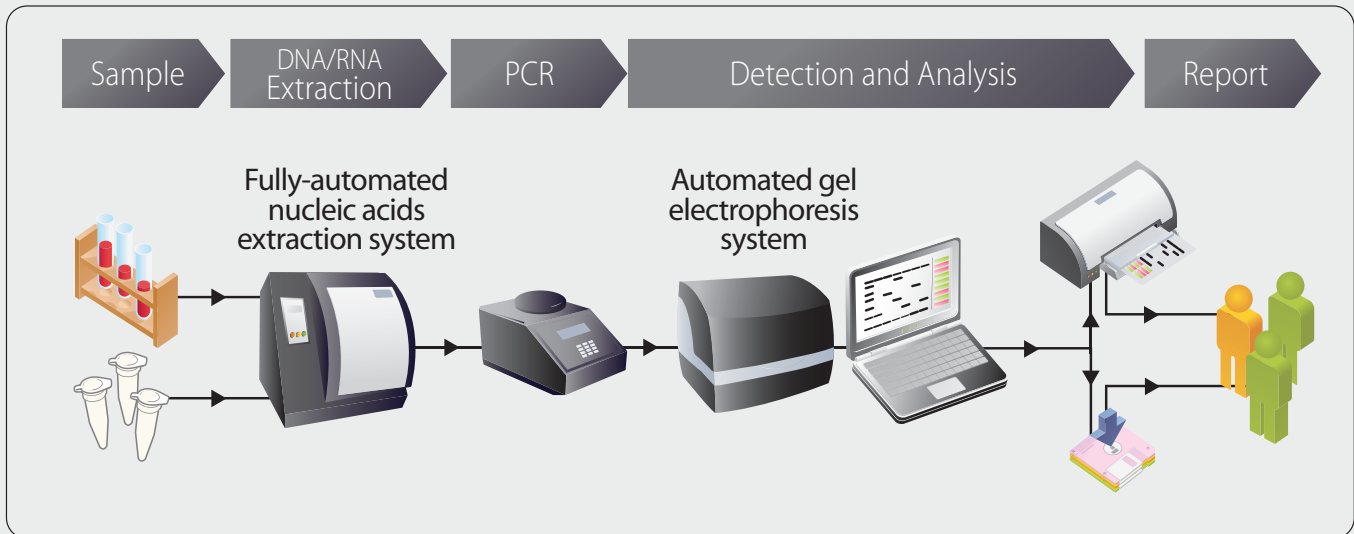 Sample
DNA/RNA
Extraction
PCR
Detection and Analysis
Report
Fully-automated
nucleic acids
extraction system
Automated gel
electrophoresis
system